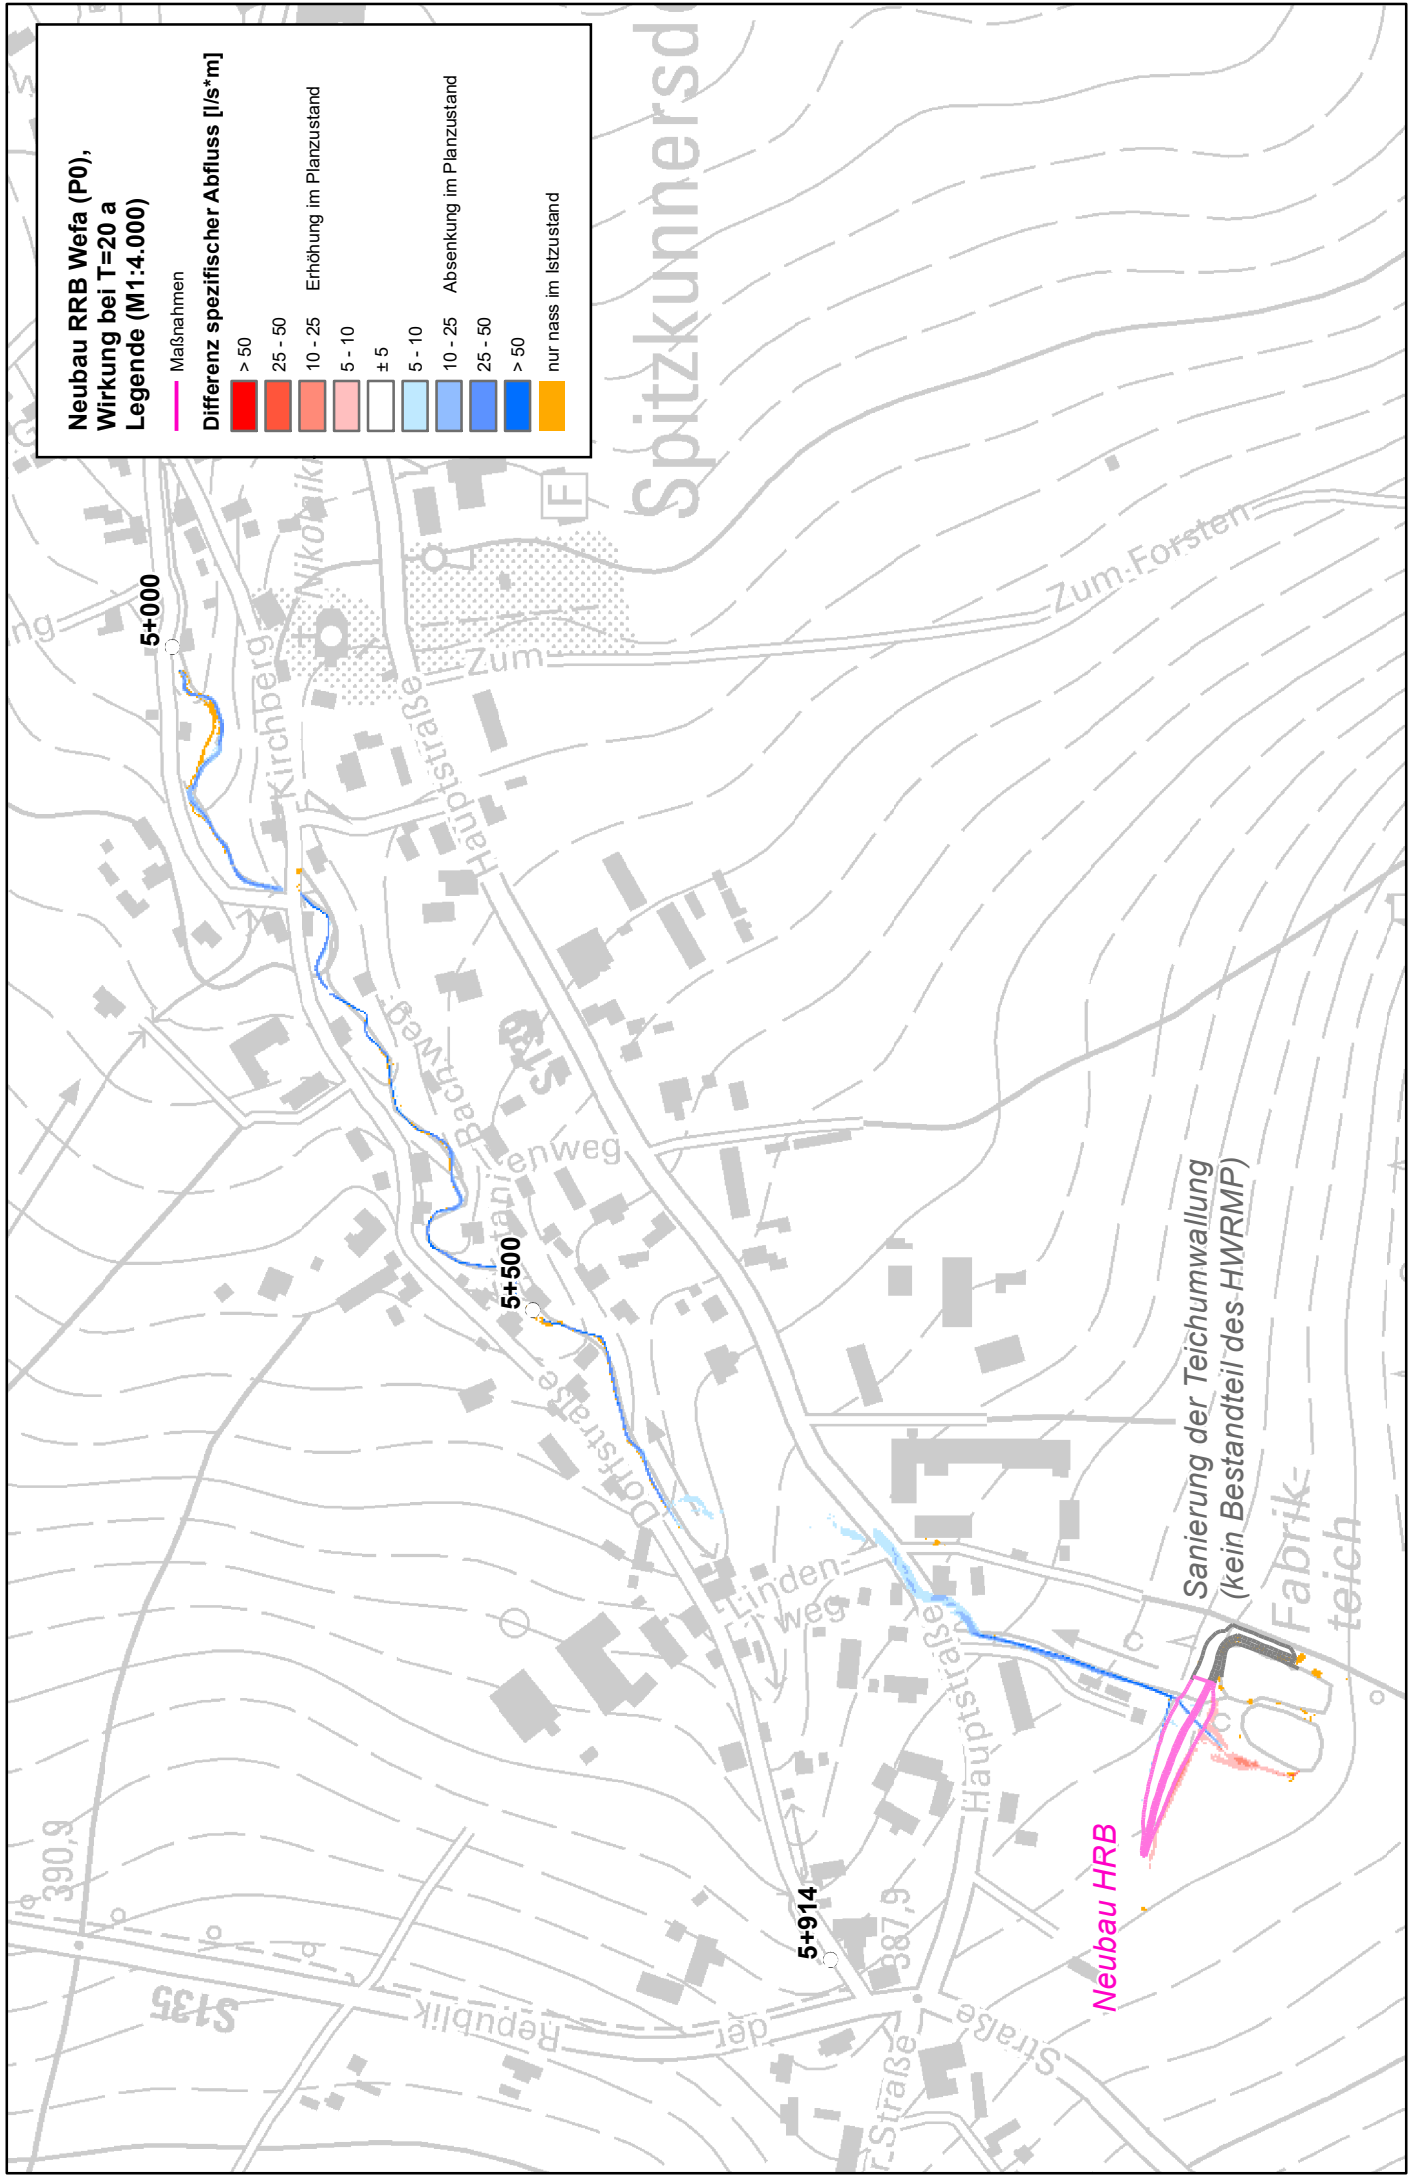 Neubau RRB Wefa (P0),
Wirkung bei T=20 a
Legende (M1:4.000)
Maßnahmen
Differenz spezifischer Abfluss [l/s*m]
> 50
25 - 50
10 - 25 Erhöhung im Planzustand
5 - 10
± 5
5 - 10
10 - 25 Absenkung im Planzustand
25 - 50
> 50
nur nass im Istzustand
Spitzkunnersd
F
Zum Forsten
Zum
ng
5+000
Kirchberg
Hauptstraße
Bachweg
S135
enweg
5+500
Dorfstraße
Linden-
weg
Hauptstraße
Hauptstraße
Sanierung der Teichumwallung
(kein Bestandteil des HWRMP)
Fabrik-
teich
Neubau HRB
5+914
387,9
390,9
S135
Straße
der
Republik
r Straße